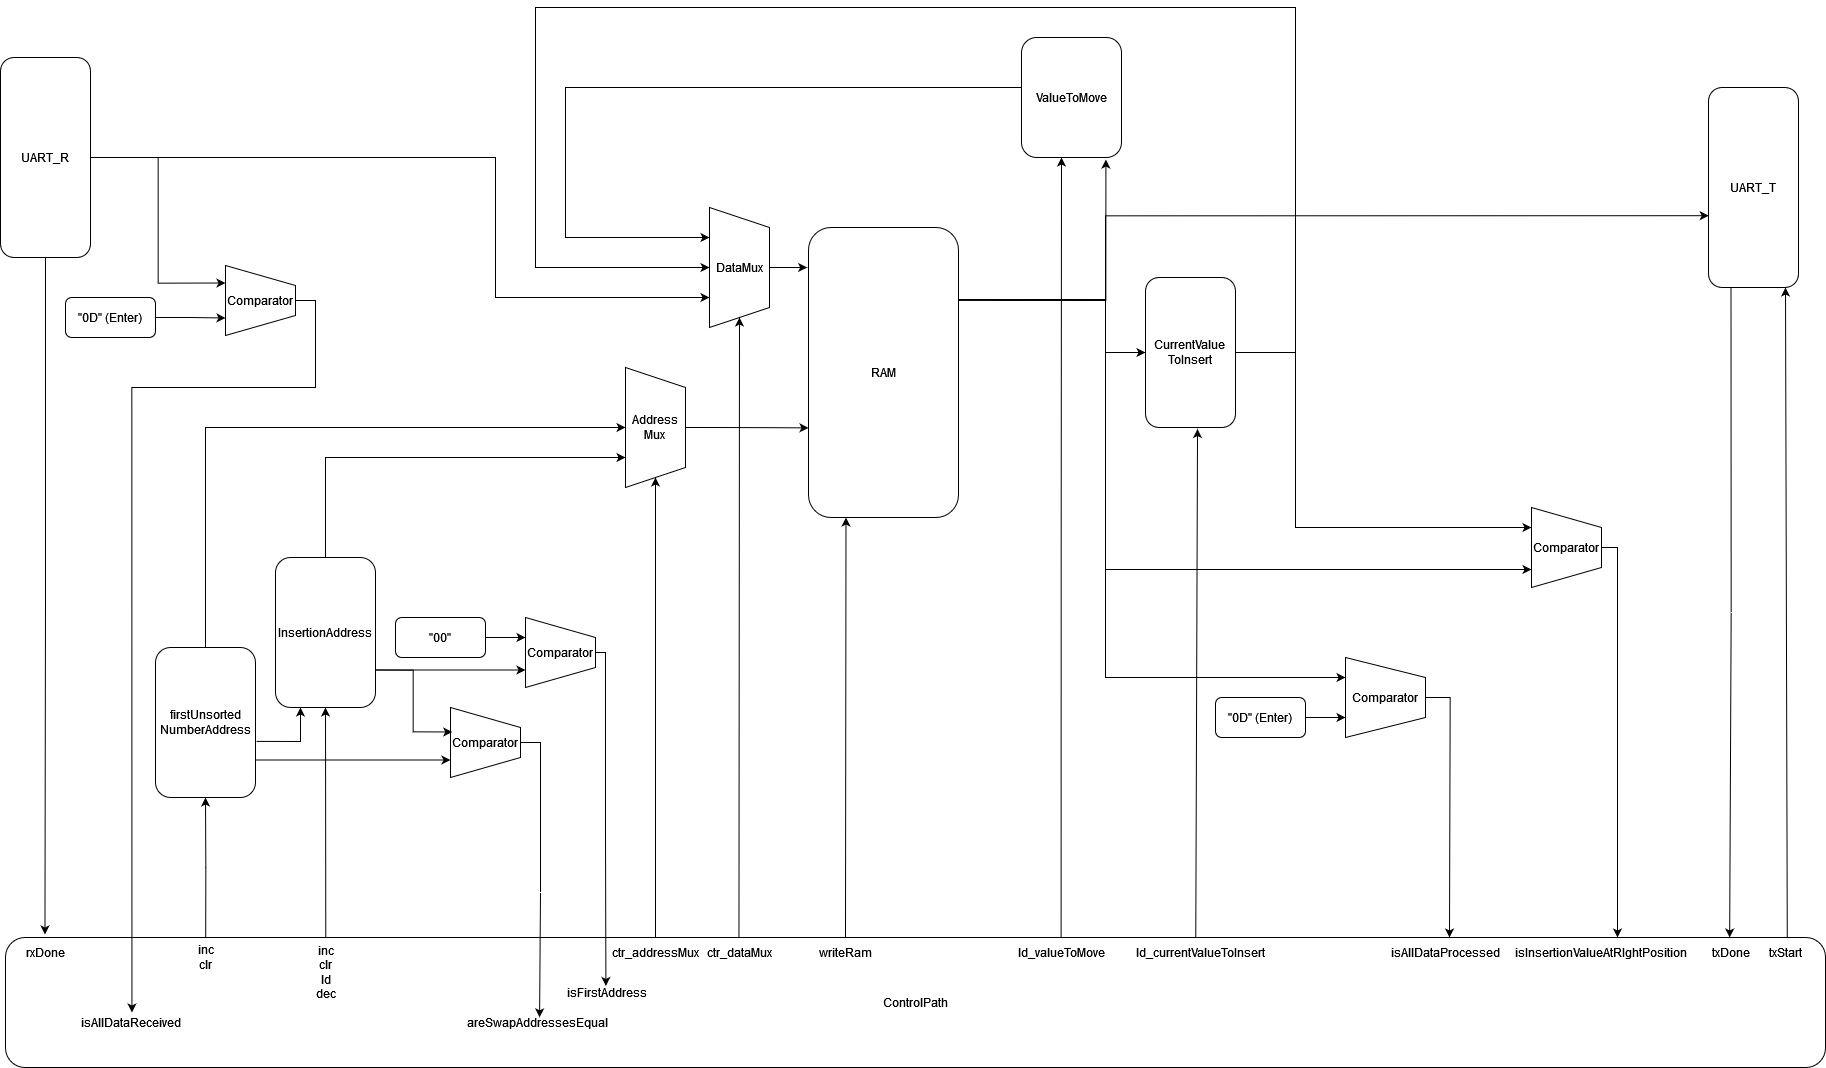 ValueToMove
UART_R
UART_T
DataMux
Comparator
"0D" (Enter)
CurrentValue
ToInsert
RAM
Address
Mux
Comparator
InsertionAddress
"00"
Comparator
firstUnsorted
NumberAddress
Comparator
Comparator
"0D" (Enter)
rxDone
inc
clr
inc
clr
ld
dec
ctr_addressMux
ctr_dataMux
writeRam
ld_valueToMove
ld_currentValueToInsert
isAllDataProcessed
isInsertionValueAtRIghtPosition
txDone
txStart
isFirstAddress
ControlPath
isAllDataReceived
areSwapAddressesEqual